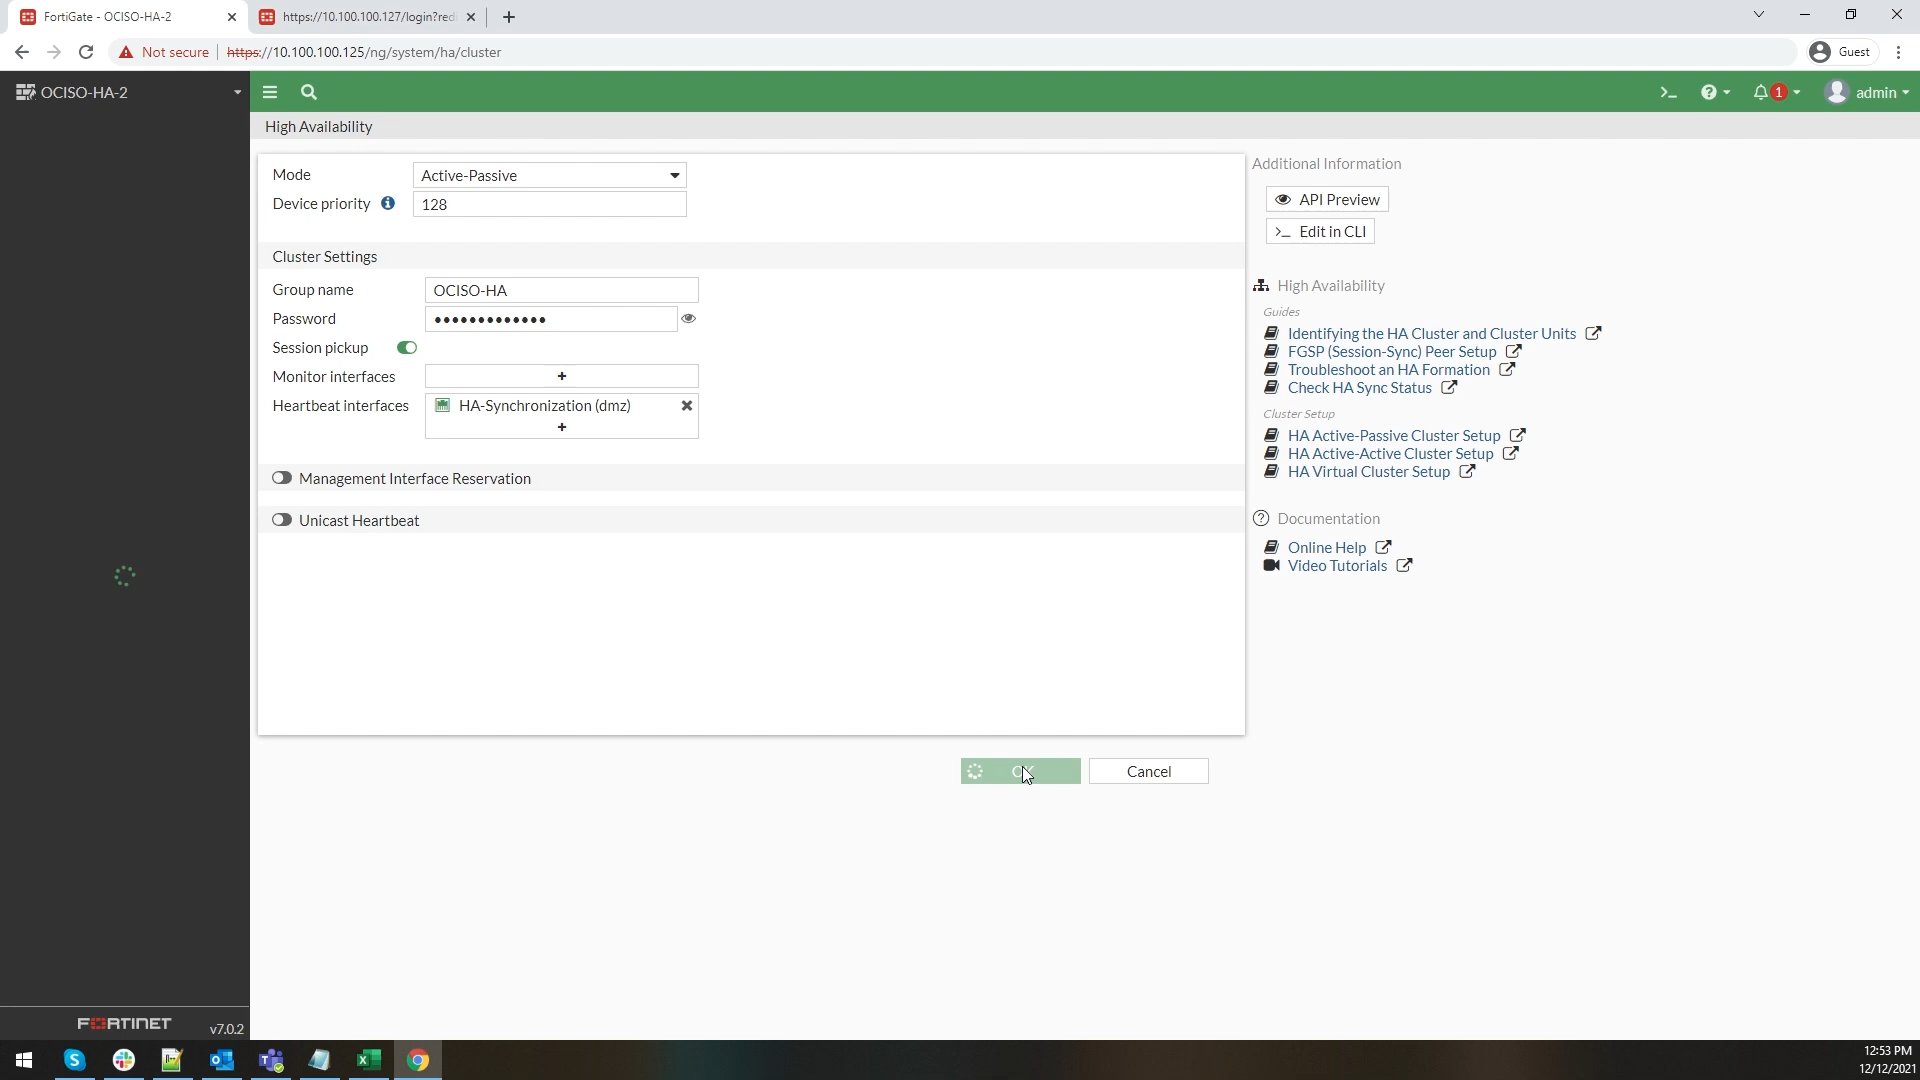 FortiGate - OCISO-HA-2
https://10.100.100.127/login?redi
Not secure
https://10.100.100.125/ng/system/ha/cluster
Guest
OCISO-HA-2
>_
1
admin
High Availability
Mode
Active-Passive
Device priority
128
Cluster Settings
Group name
OCISO-HA
Password
•••••••••••••
Session pickup
Monitor interfaces
+
Heartbeat interfaces
HA-Synchronization (dmz)
+
Management Interface Reservation
Unicast Heartbeat
OK
Cancel
Additional Information
API Preview
>_ Edit in CLI
High Availability
Guides
Identifying the HA Cluster and Cluster Units
FGSP (Session-Sync) Peer Setup
Troubleshoot an HA Formation
Check HA Sync Status
Cluster Setup
HA Active-Passive Cluster Setup
HA Active-Active Cluster Setup
HA Virtual Cluster Setup
Documentation
Online Help
Video Tutorials
FORTINET
v7.0.2
12:53 PM
12/12/2021